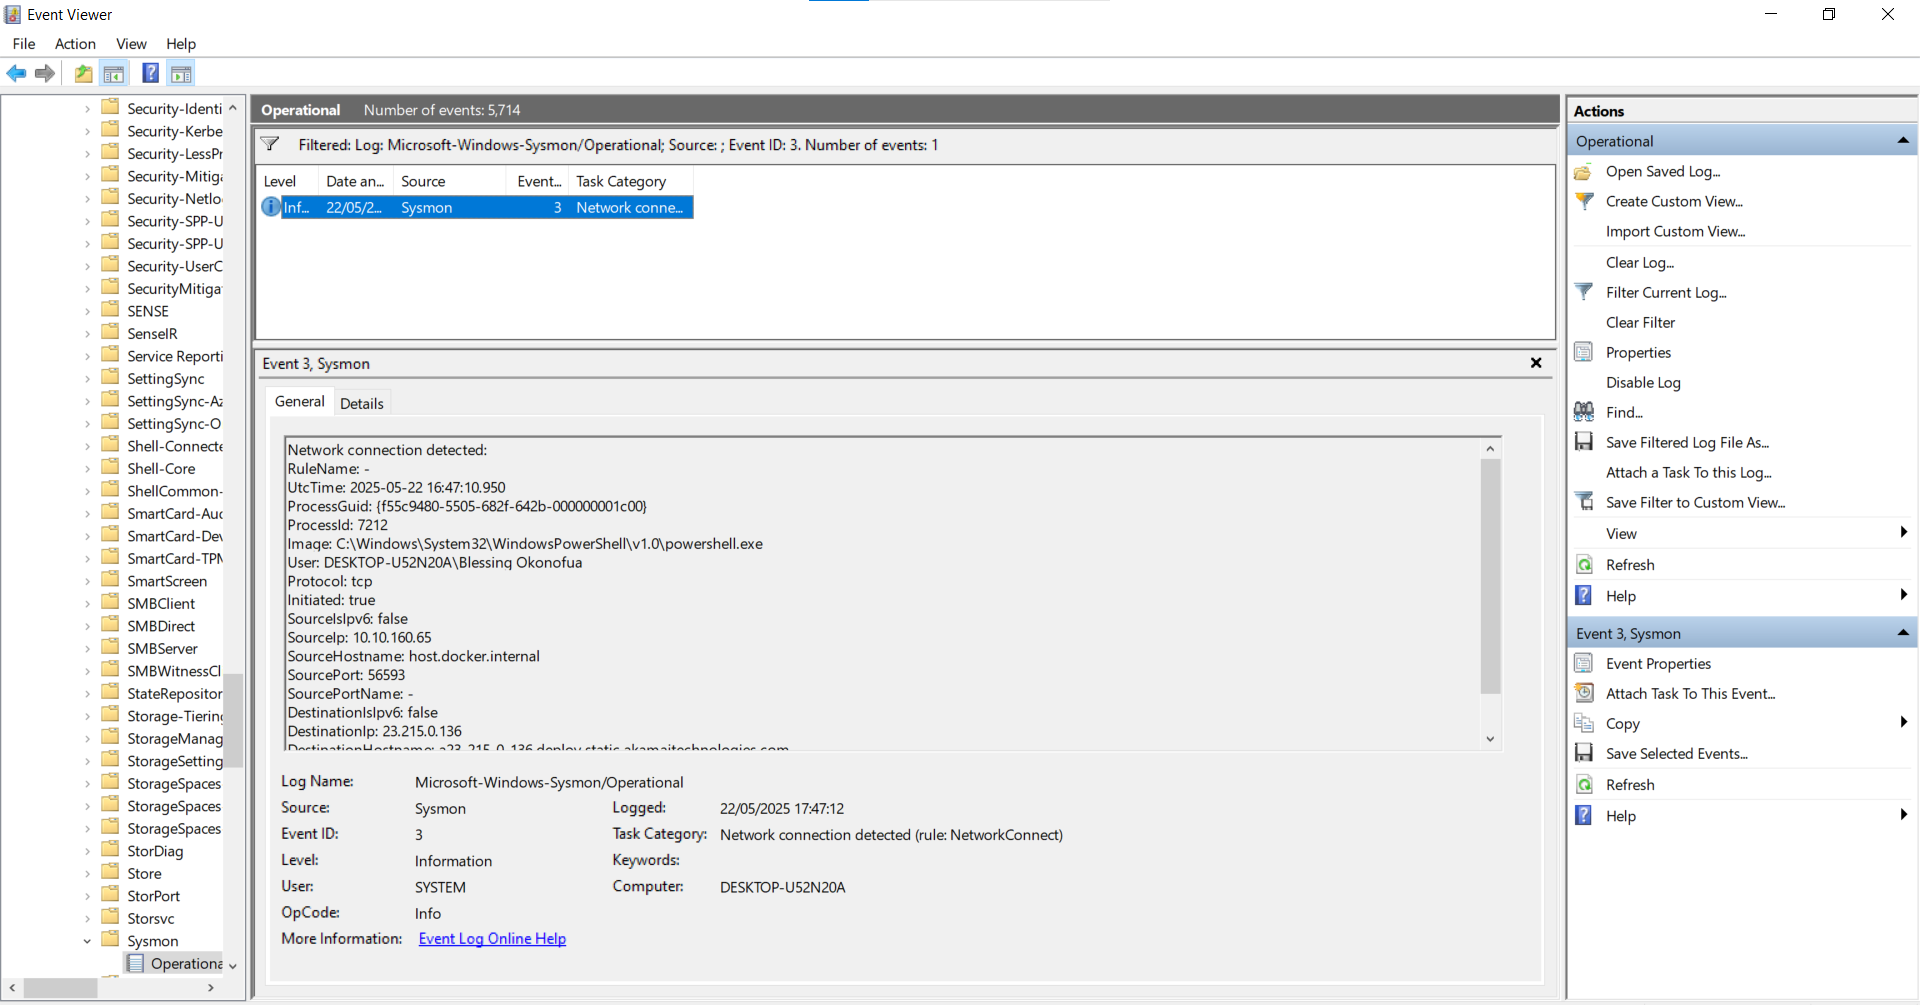 Event Viewer
File Action View Help
Security-Identi
Security-Kerbe
Security-LessPr
Security-Mitiga
Security-Netlo
Security-SPP-U
Security-SPP-U
Security-UserC
SecurityMitiga
SENSE
SenseIR
Service Reporti
SettingSync
SettingSync-Az
SettingSync-O
Shell-Connecte
Shell-Core
ShellCommon-
SmartCard-Aud
SmartCard-Dev
SmartCard-TPM
SmartScreen
SMBClient
SMBDirect
SMBServer
SMBWitnessCl
StateRepositor
Storage-Tiering
StorageManag
StorageSetting
StorageSpaces
StorageSpaces
StorageSpaces
StorDiag
Store
StorPort
Storsvc
Sysmon
Operationa
Operational Number of events: 5,714
Filtered: Log: Microsoft-Windows-Sysmon/Operational; Source: ; Event ID: 3. Number of events: 1
Level Date an... Source Event... Task Category
Inf... 22/05/2... Sysmon 3 Network conne...
Event 3, Sysmon
General Details
Network connection detected:
RuleName: -
UtcTime: 2025-05-22 16:47:10.950
ProcessGuid: {f55c9480-5505-682f-642b-000000001c00}
ProcessId: 7212
Image: C:\Windows\System32\WindowsPowerShell\v1.0\powershell.exe
User: DESKTOP-U52N20A\Blessing Okonofua
Protocol: tcp
Initiated: true
SourceIsIpv6: false
SourceIp: 10.10.160.65
SourceHostname: host.docker.internal
SourcePort: 56593
SourcePortName: -
DestinationIsIpv6: false
DestinationIp: 23.215.0.136
DestinationHostname: a23-215-0-136.deploy.static.akamaitechnologies.com
Log Name: Microsoft-Windows-Sysmon/Operational
Source: Sysmon Logged: 22/05/2025 17:47:12
Event ID: 3 Task Category: Network connection detected (rule: NetworkConnect)
Level: Information Keywords:
User: SYSTEM Computer: DESKTOP-U52N20A
OpCode: Info
More Information: Event Log Online Help
Actions
Operational
Open Saved Log...
Create Custom View...
Import Custom View...
Clear Log...
Filter Current Log...
Clear Filter
Properties
Disable Log
Find...
Save Filtered Log File As...
Attach a Task To this Log...
Save Filter to Custom View...
View
Refresh
Help
Event 3, Sysmon
Event Properties
Attach Task To This Event...
Copy
Save Selected Events...
Refresh
Help